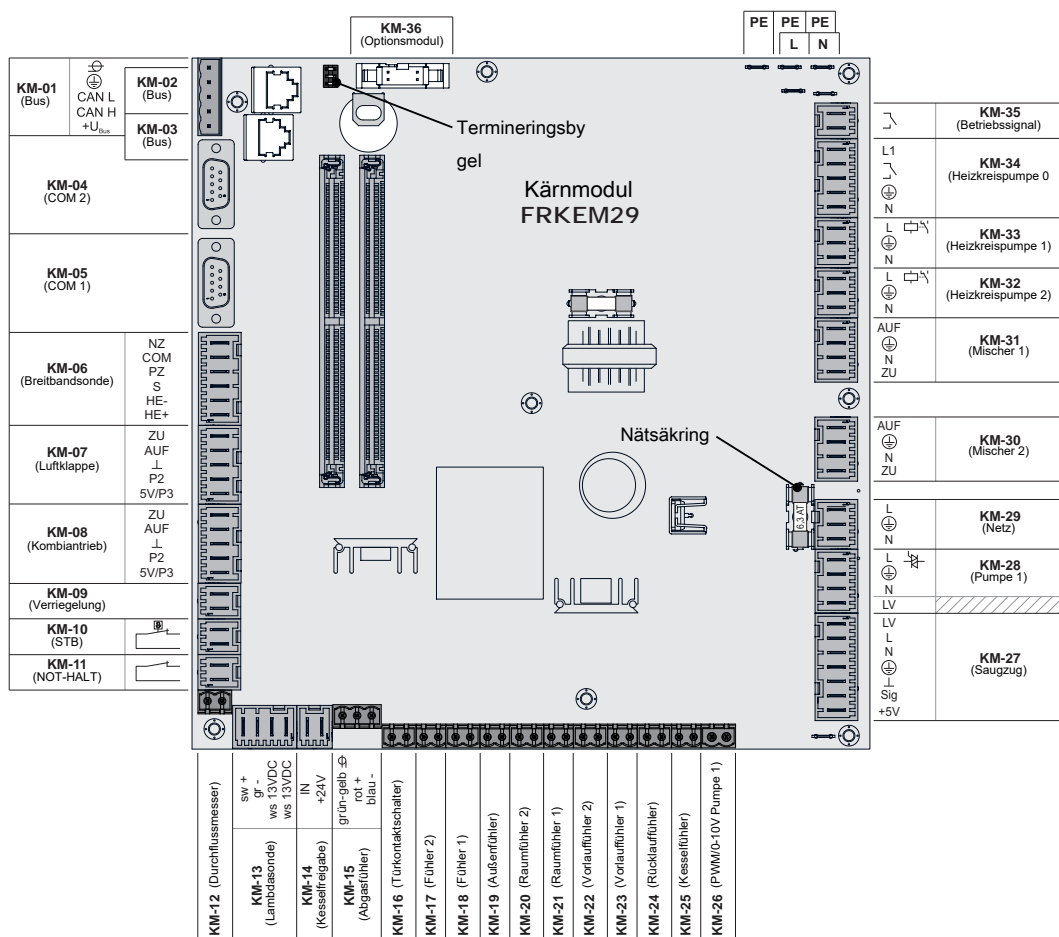 KM-36
(Optionsmodul)
PE PE PE
L N
KM-01
(Bus)
CAN L
CAN H
+U Bus
KM-02
(Bus)
KM-03
(Bus)
KM-04
(COM 2)
KM-05
(COM 1)
KM-06
(Breitbandsonde)
NZ
COM
PZ
S
HE-
HE+
KM-07
(Luftklappe)
ZU
AUF
⊥
P2
5V/P3
KM-08
(Kombiantrieb)
ZU
AUF
⊥
P2
5V/P3
KM-09
(Verriegelung)
KM-10
(STB)
KM-11
(NOT-HALT)
Termineringsby
gel
Kärnmodul
FRKEM29
Nätsäkring
6,3 AT
KM-35
(Betriebssignal)
L1
N
KM-34
(Heizkreispumpe 0
L
N
KM-33
(Heizkreispumpe 1)
L
N
KM-32
(Heizkreispumpe 2)
AUF
N
ZU
KM-31
(Mischer 1)
AUF
N
ZU
KM-30
(Mischer 2)
L
N
KM-29
(Netz)
L
N
LV
KM-28
(Pumpe 1)
LV
L
N
⊥
Sig
+5V
KM-27
(Saugzug)
KM-12 (Durchflussmesser)
sw +
gr -
ws 13VDC
ws 13VDC
KM-13
(Lambdasonde)
IN
+24V
KM-14
(Kesselfreigabe)
grün-gelb
rot +
blau -
KM-15
(Abgasfühler)
KM-16 (Türkontaktschalter)
KM-17 (Fühler 2)
KM-18 (Fühler 1)
KM-19 (Außenfühler)
KM-20 (Raumfühler 2)
KM-21 (Raumfühler 1)
KM-22 (Vorlauffühler 2)
KM-23 (Vorlauffühler 1)
KM-24 (Rücklauffühler)
KM-25 (Kesselfühler)
KM-26 (PWM/0-10V Pumpe 1)